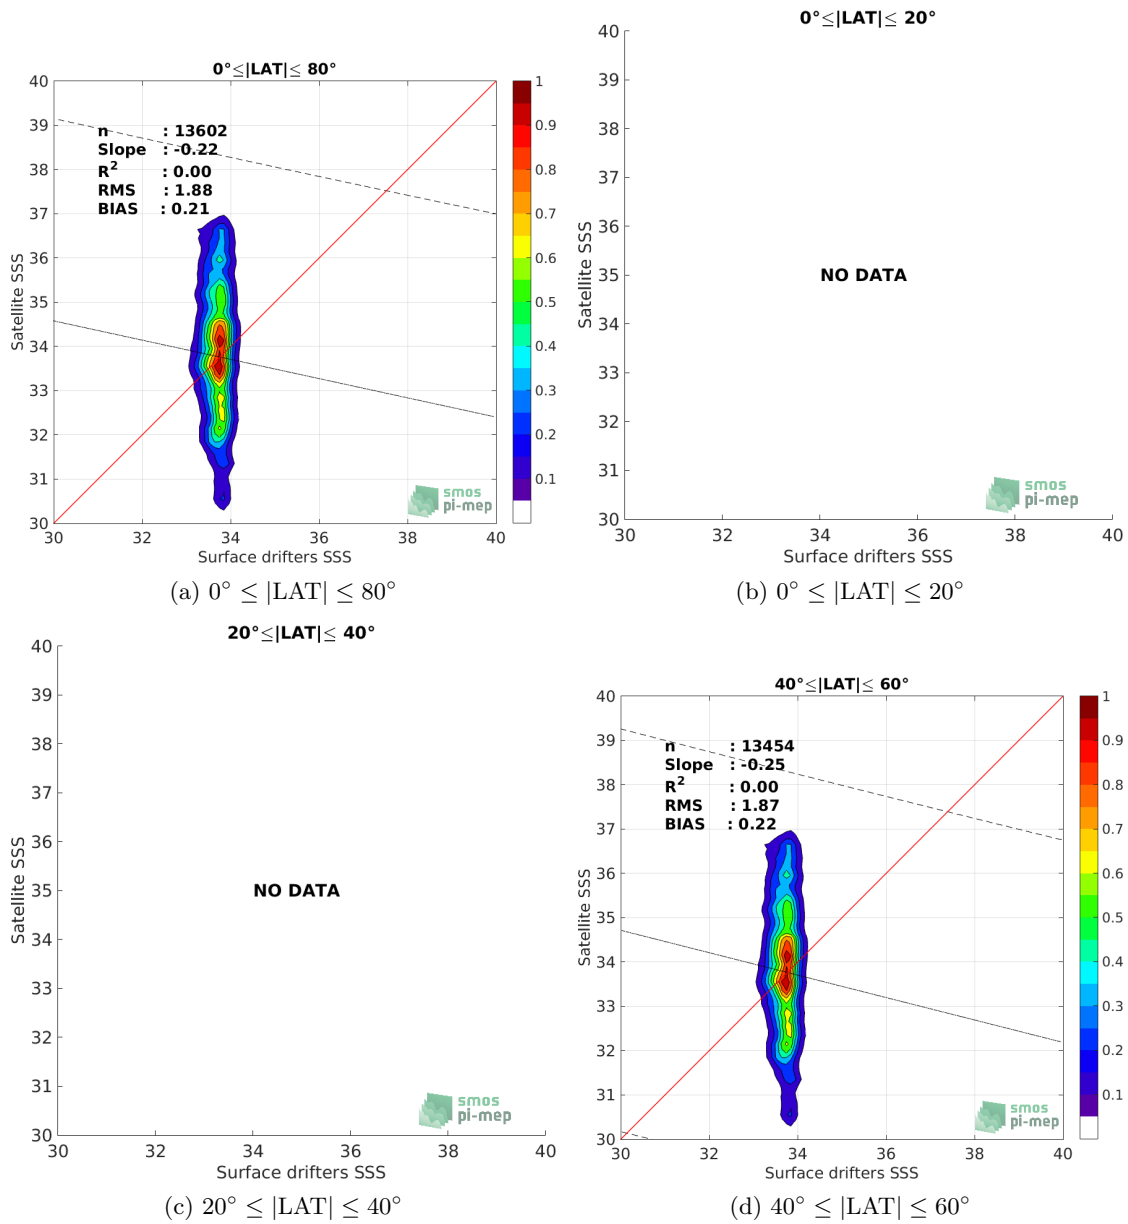 0°≤|LAT|≤ 80°
40
39
38
37
36
35
34
33
32
31
30
Satellite SSS
n : 13602
Slope : -0.22
R² : 0.00
RMS : 1.88
BIAS : 0.21
smos
pi-mep
30 32 34 36 38 40
Surface drifters SSS
1
0.9
0.8
0.7
0.6
0.5
0.4
0.3
0.2
0.1
(a) 0° ≤ |LAT| ≤ 80°
0°≤|LAT|≤ 20°
40
39
38
37
36
35
34
33
32
31
30
Satellite SSS
NO DATA
smos
pi-mep
30 32 34 36 38 40
Surface drifters SSS
(b) 0° ≤ |LAT| ≤ 20°
20°≤|LAT|≤ 40°
40
39
38
37
36
35
34
33
32
31
30
Satellite SSS
NO DATA
smos
pi-mep
30 32 34 36 38 40
Surface drifters SSS
(c) 20° ≤ |LAT| ≤ 40°
40°≤|LAT|≤ 60°
40
39
38
37
36
35
34
33
32
31
30
Satellite SSS
n : 13454
Slope : -0.25
R² : 0.00
RMS : 1.87
BIAS : 0.22
smos
pi-mep
30 32 34 36 38 40
Surface drifters SSS
1
0.9
0.8
0.7
0.6
0.5
0.4
0.3
0.2
0.1
(d) 40° ≤ |LAT| ≤ 60°